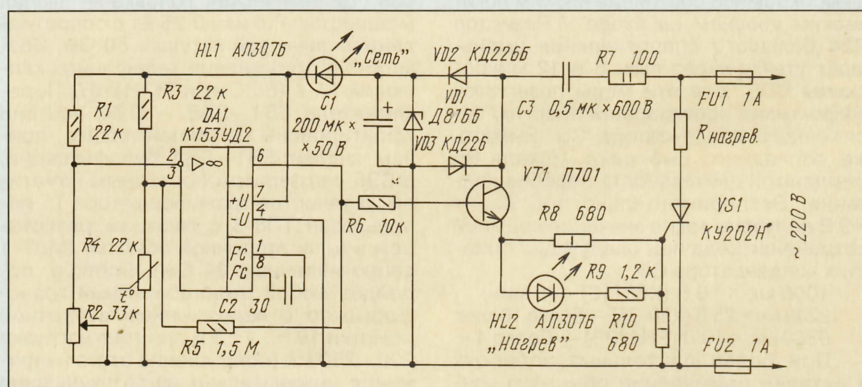 HL1 АЛ307Б
„Сеть"
VD2 КД226Б
R7 100
R3 22 к
DA1
К153УД2
R1
22 к
C1
200 мк ×
×50 В
+
VD1
Д816Б
VD3 КД226
C3 0,5 мк × 600 В
FU1 1А
Rнагрев.
2
3
▷∞
6
7
+U
-U
4
FC
1
FC
8
VT1 П701
R6 10к
R8 680
VS1
КУ202Н
~220 В
R4 22к
t°
C2 30
R9 1,2 к
R2 33к
R5 1,5 М
HL2 АЛ307Б
„Нагрев"
R10
680
FU2 1А